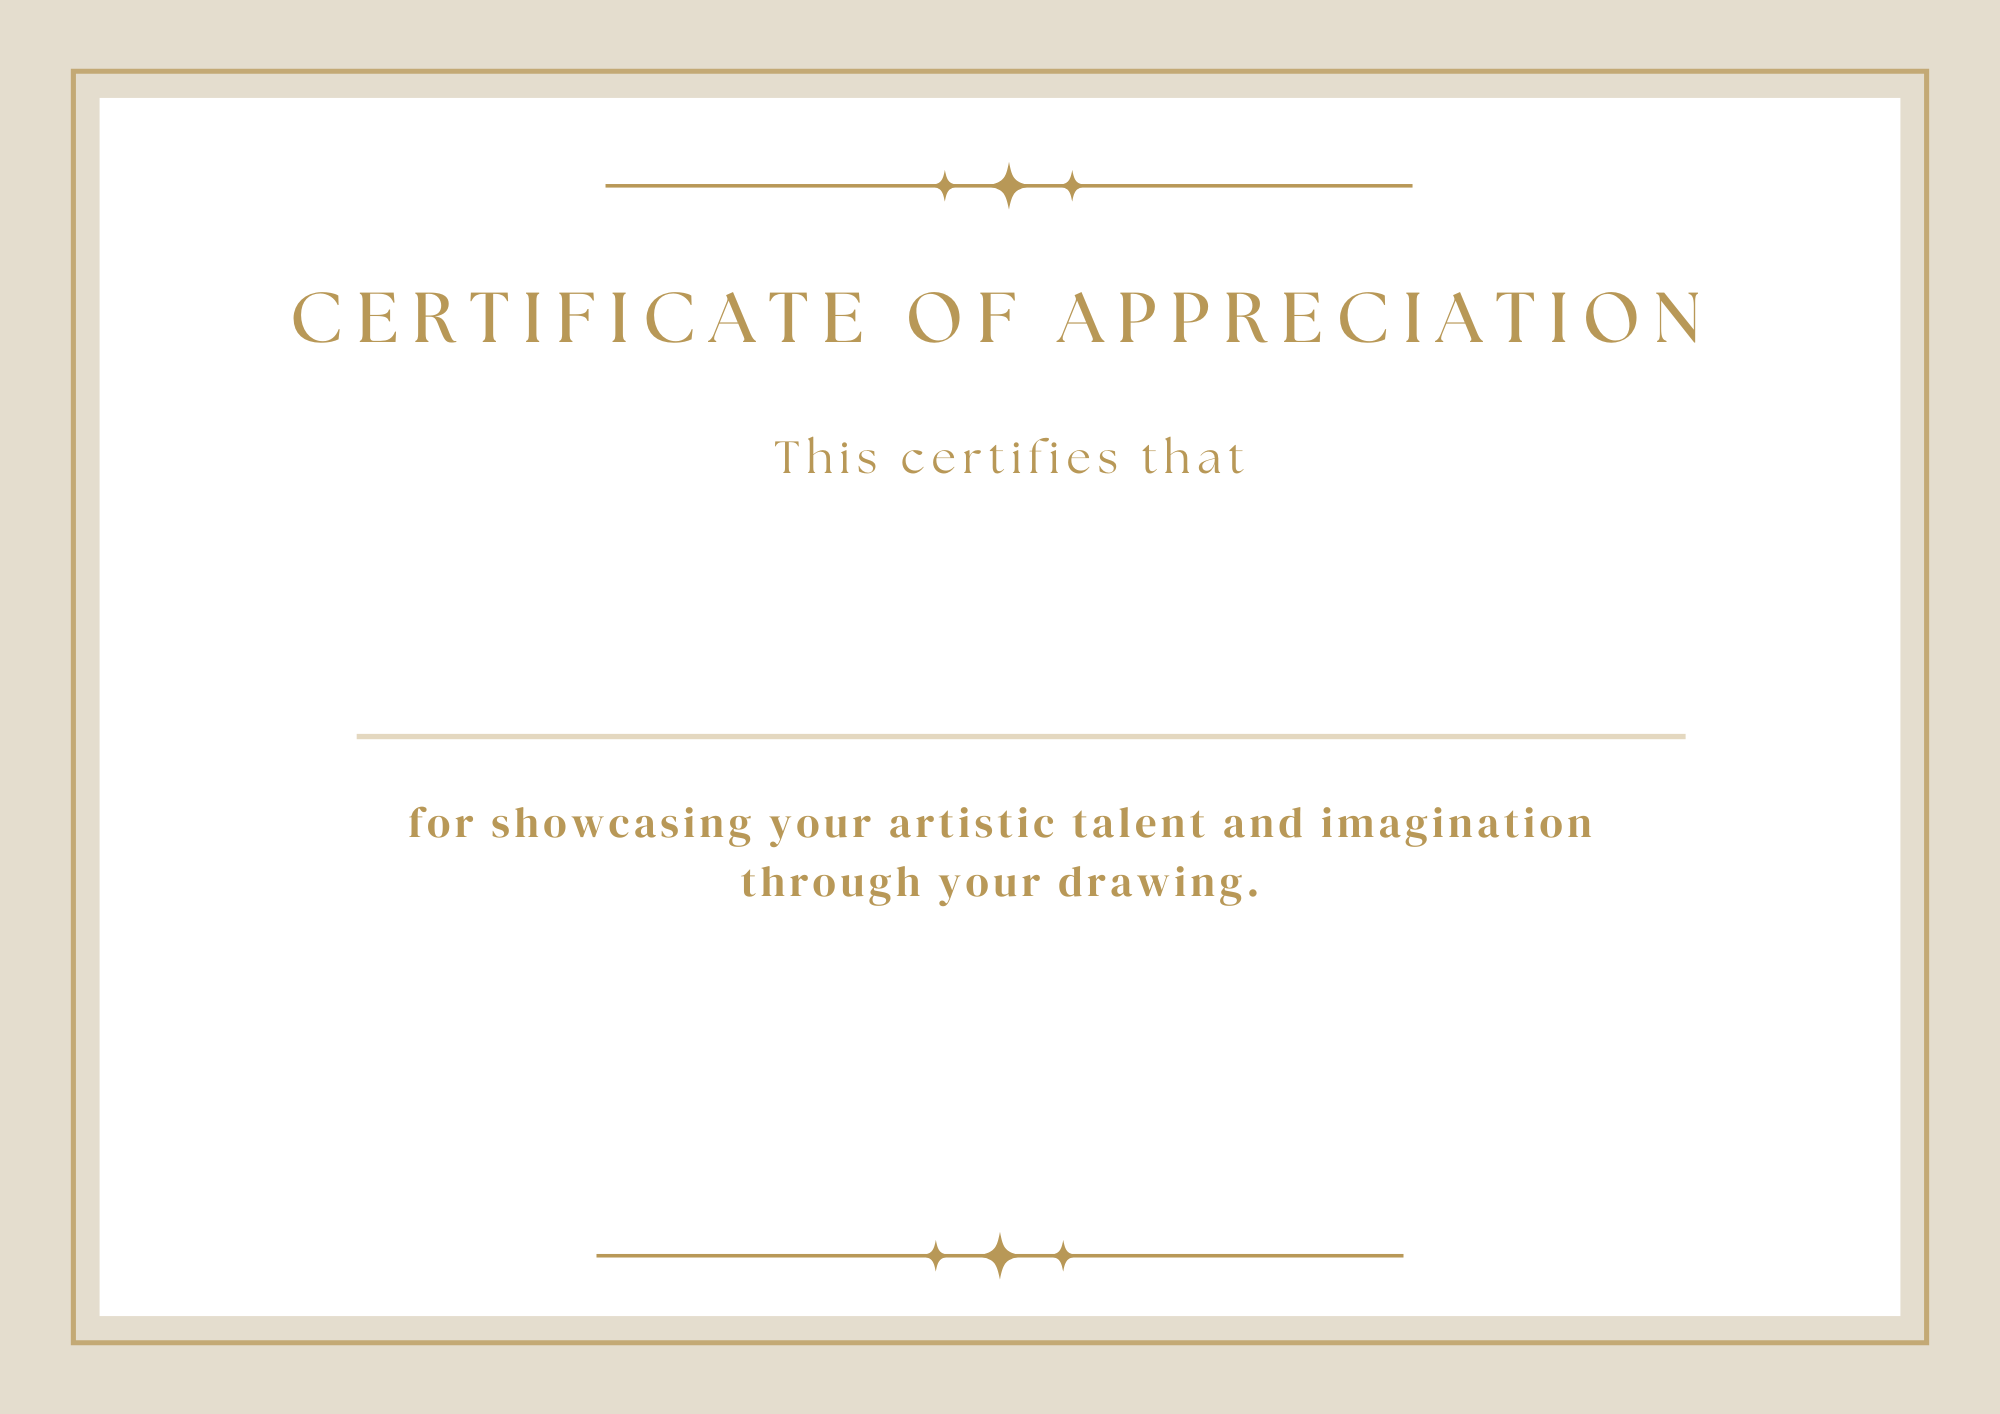 CERTIFICATE OF APPRECIATION
This certifies that
for showcasing your artistic talent and imagination
through your drawing.